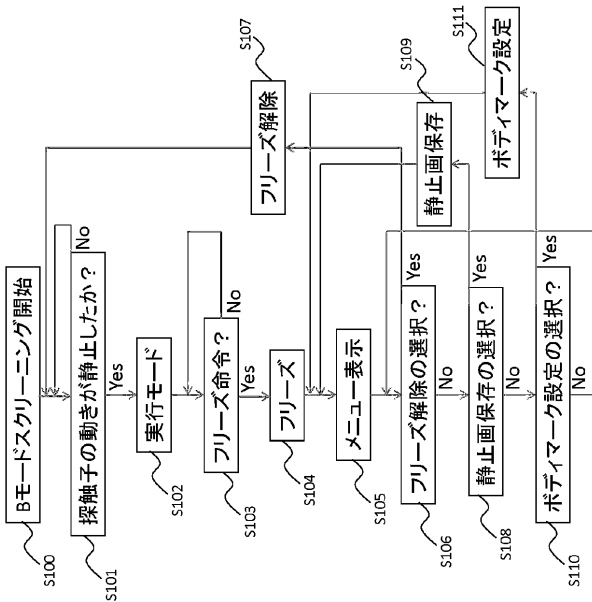 Bモードスクリーニング開始
S100
探触子の動きが静止したか？
No
S101
Yes
実行モード
S102
フリーズ命令？
No
S103
Yes
フリーズ
S104
メニュー表示
S105
フリーズ解除の選択？
Yes
S106
No
フリーズ解除
S107
静止画保存の選択？
Yes
S108
No
静止画保存
S109
ボディマーク設定の選択？
Yes
S110
No
ボディマーク設定
S111